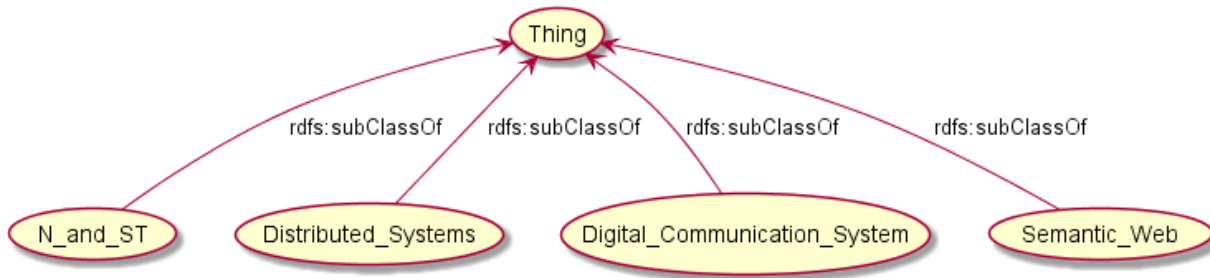 Thing
rdfs:subClassOf
rdfs:subClassOf
rdfs:subClassOf
rdfs:subClassOf
N_and_ST
Distributed_Systems
Digital_Communication_System
Semantic_Web